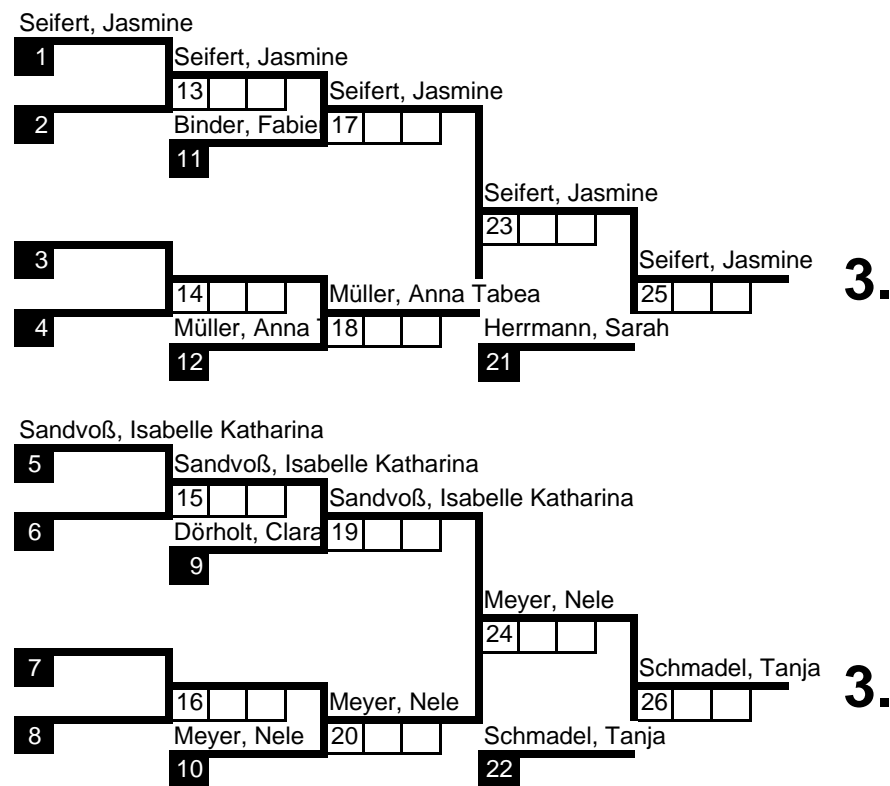 Seifert, Jasmine
1
Seifert, Jasmine
13
Seifert, Jasmine
2
Binder, Fabie
17
11
Seifert, Jasmine
23
3
Seifert, Jasmine
3.
14
Müller, Anna Tabea
25
4
Müller, Anna
18
Herrmann, Sarah
12
21
Sandvoß, Isabelle Katharina
5
Sandvoß, Isabelle Katharina
15
Sandvoß, Isabelle Katharina
6
Dörholt, Clara
19
9
Meyer, Nele
24
7
Schmadel, Tanja
3.
16
Meyer, Nele
26
8
Meyer, Nele
20
Schmadel, Tanja
10
22